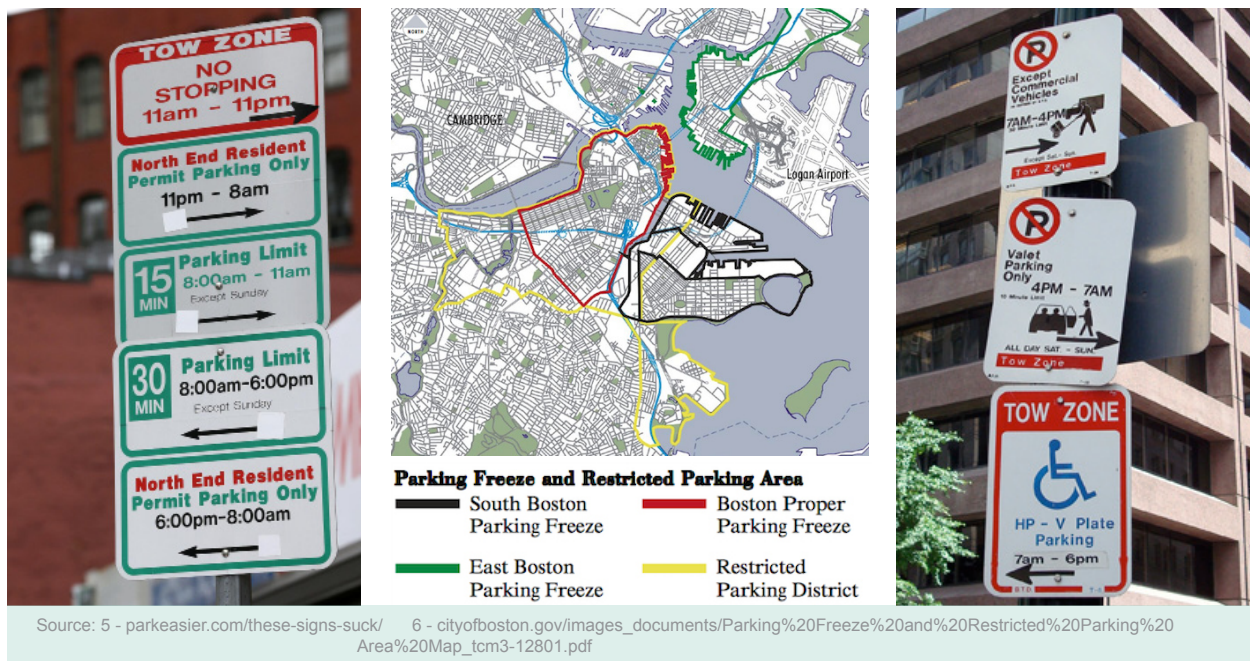 TOW ZONE
NO
STOPPING
11am - 11pm
North End Resident
Permit Parking Only
11pm - 8am
15
MIN
Parking Limit
8:00am - 11am
Except Sunday
30
MIN
Parking Limit
8:00am-6:00pm
Except Sunday
North End Resident
Permit Parking Only
6:00pm-8:00am
NORTH
CAMBRIDGE
Logan Airport
Parking Freeze and Restricted Parking Area
South Boston
Parking Freeze
Boston Proper
Parking Freeze
East Boston
Parking Freeze
Restricted
Parking District
P
Except
Commercial
Vehicles
7AM-4PM
Except Sat.- Sun.
Tow Zone
P
Valet
Parking
Only
4PM - 7AM
10 Minute Limit
ALL DAY SAT. - SUN.
Tow Zone
TOW ZONE
HP - V Plate
Parking
7am - 6pm
B.T.D.
Source: 5 - parkeasier.com/these-signs-suck/ 6 - cityofboston.gov/images_documents/Parking%20Freeze%20and%20Restricted%20Parking%20
Area%20Map_tcm3-12801.pdf